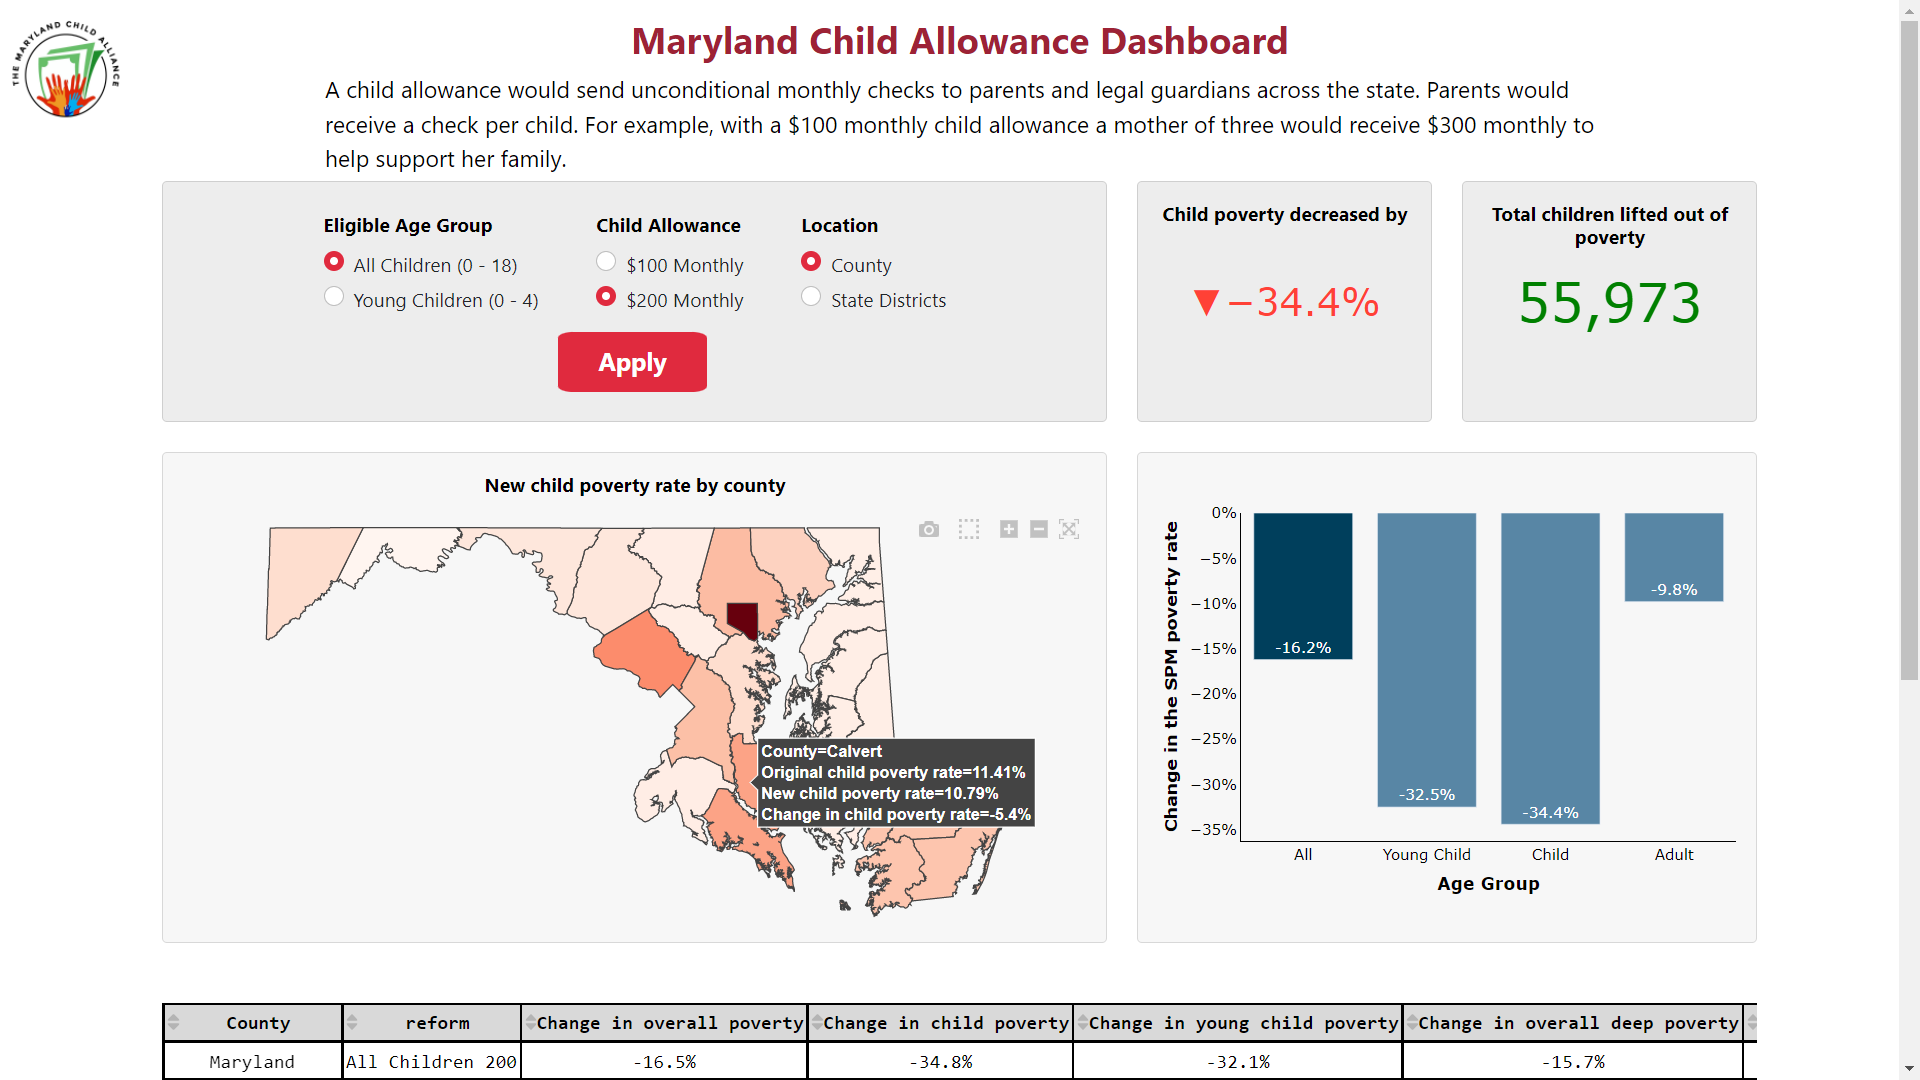 THE MARYLAND CHILD ALLIANCE
Maryland Child Allowance Dashboard
A child allowance would send unconditional monthly checks to parents and legal guardians across the state. Parents would
receive a check per child. For example, with a $100 monthly child allowance a mother of three would receive $300 monthly to
help support her family.
Eligible Age Group
All Children (0 - 18)
Young Children (0 - 4)
Child Allowance
$100 Monthly
$200 Monthly
Location
County
State Districts
Apply
Child poverty decreased by
▼−34.4%
Total children lifted out of
poverty
55,973
New child poverty rate by county
County=Calvert
Original child poverty rate=11.41%
New child poverty rate=10.79%
Change in child poverty rate=-5.4%
Change in the SPM poverty rate
0%
−5%
−10%
−15%
−20%
−25%
−30%
−35%
-16.2%
-32.5%
-34.4%
-9.8%
All Young Child Child Adult
Age Group
County reform Change in overall poverty Change in child poverty Change in young child poverty Change in overall deep poverty
Maryland All Children 200 -16.5% -34.8% -32.1% -15.7%